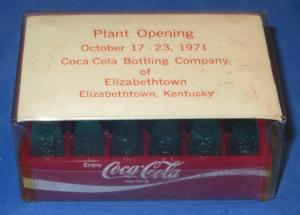 Plant Opening
October 17-23, 1971
Coca-Cola Bottling Company
of
Elizabethtown
Elizabethtown, Kentucky
Enjoy
Coca-Cola